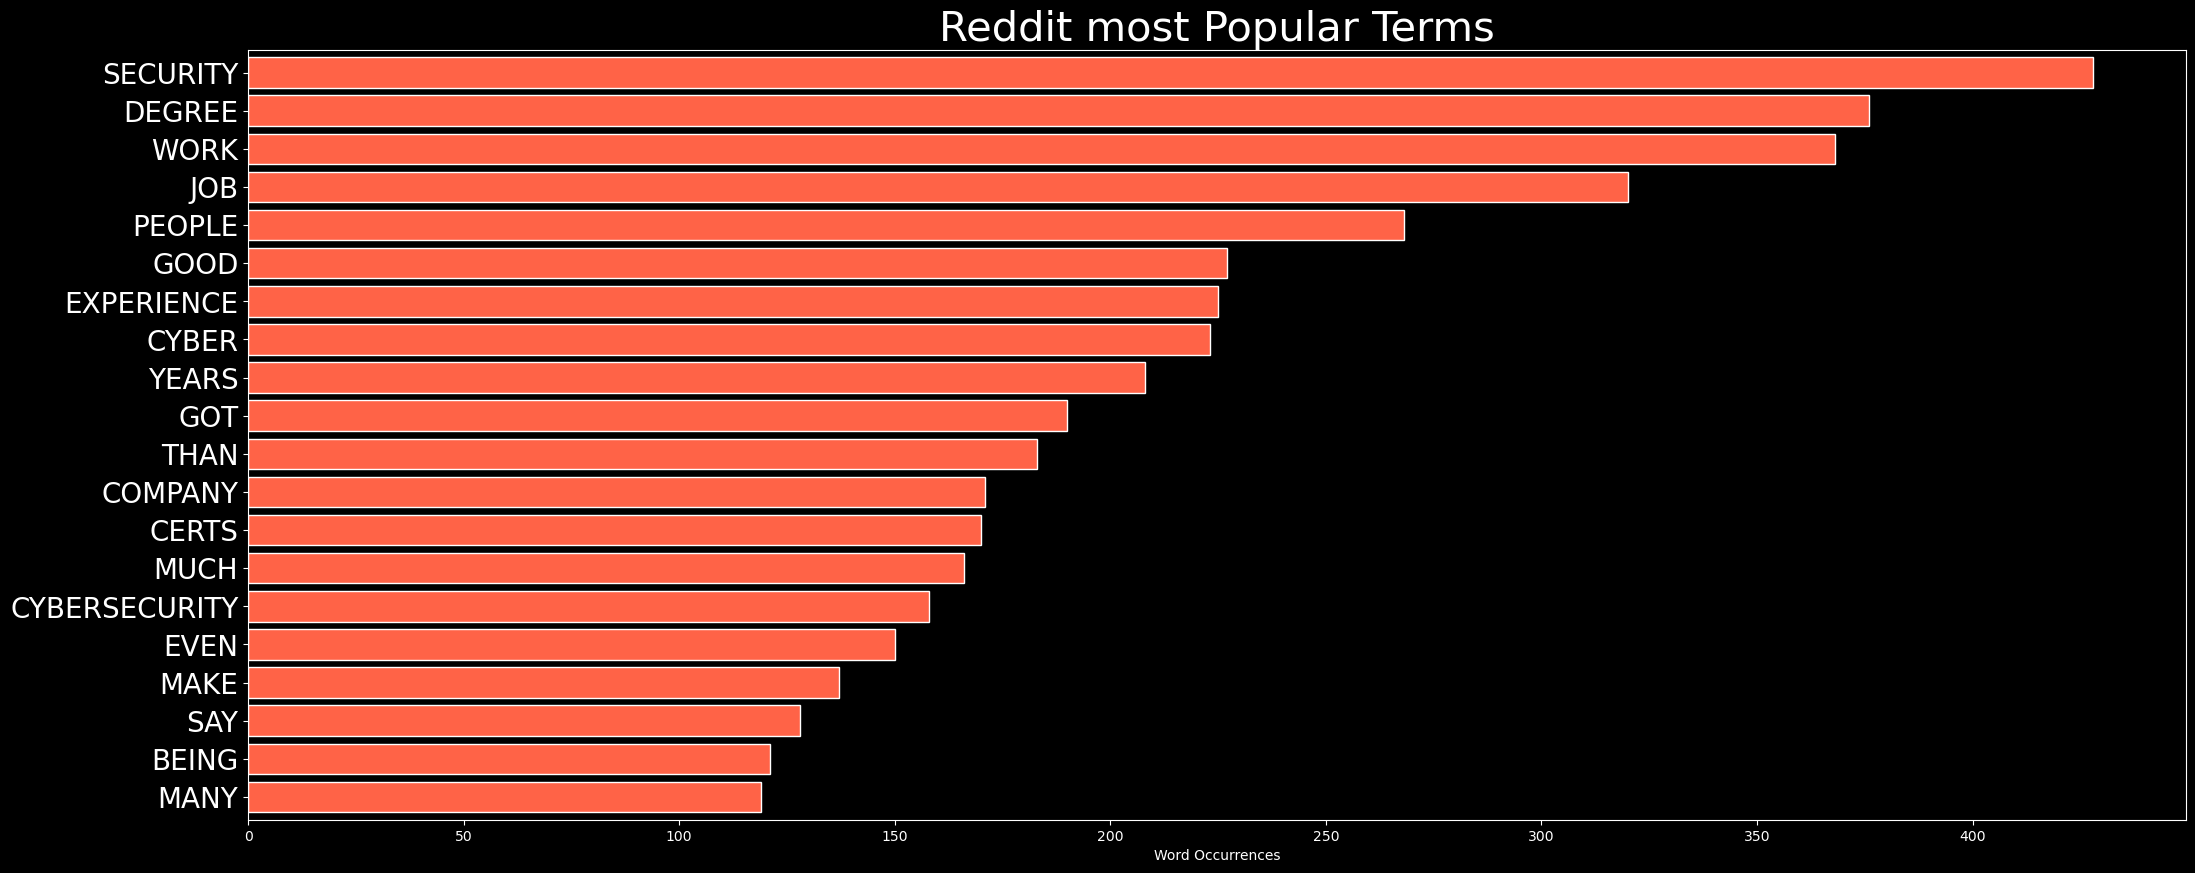 Reddit most Popular Terms
SECURITY
DEGREE
WORK
JOB
PEOPLE
GOOD
EXPERIENCE
CYBER
YEARS
GOT
THAN
COMPANY
CERTS
MUCH
CYBERSECURITY
EVEN
MAKE
SAY
BEING
MANY
0 50 100 150 200 250 300 350 400
Word Occurrences